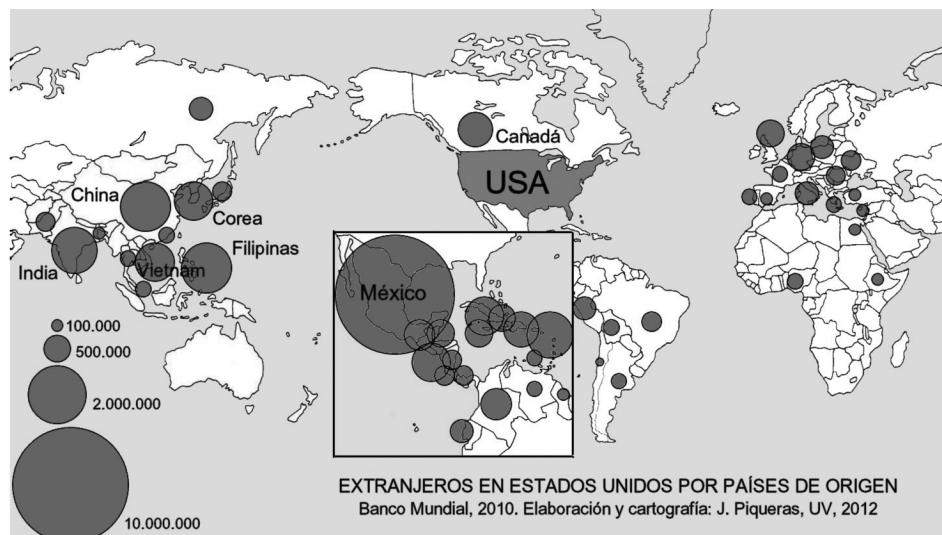 Canadá
USA
China
Corea
Filipinas
India
Vietnam
México
100.000
500.000
2.000.000
10.000.000
EXTRANJEROS EN ESTADOS UNIDOS POR PAÍSES DE ORIGEN
Banco Mundial, 2010. Elaboración y cartografía: J. Piqueras, UV, 2012